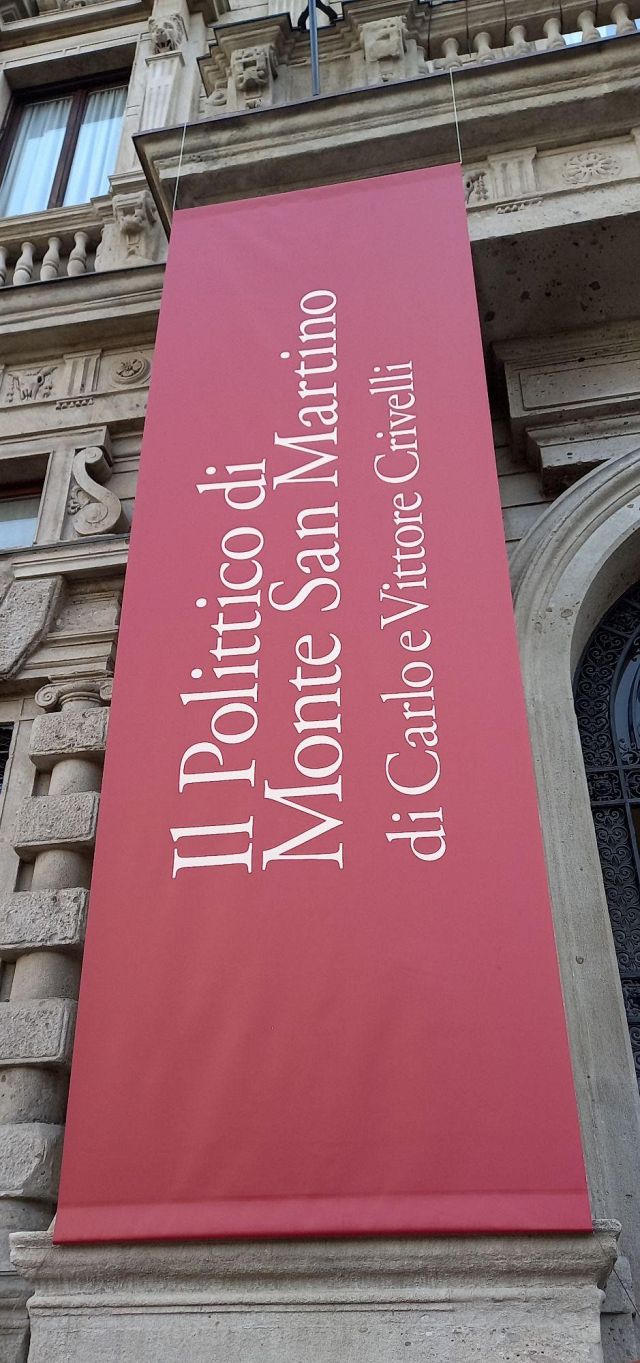 Il Polittico di
Monte San Martino
di Carlo e Vittore Crivelli